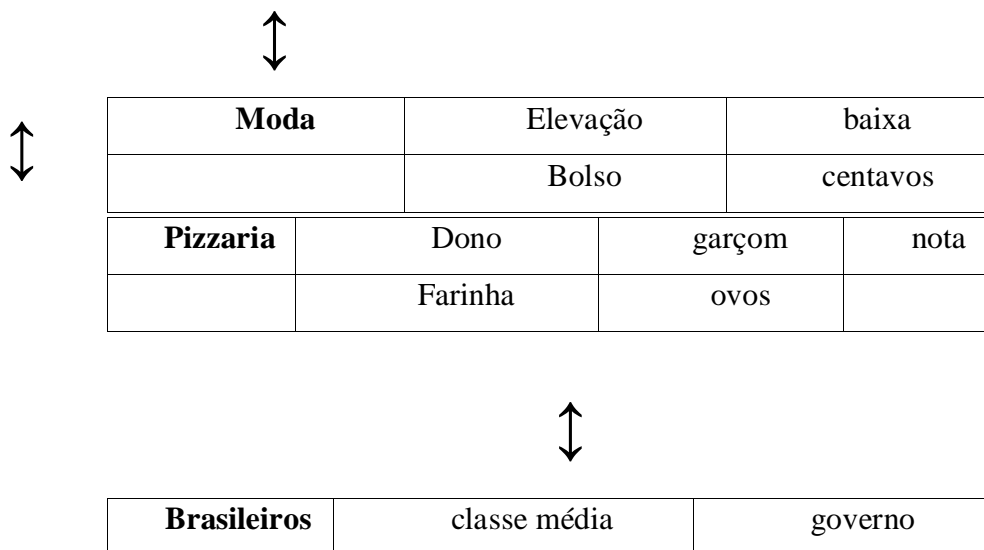 Moda Elevação baixa
Bolso centavos
Pizzaria Dono garçom nota
Farinha ovos
Brasileiros classe média governo